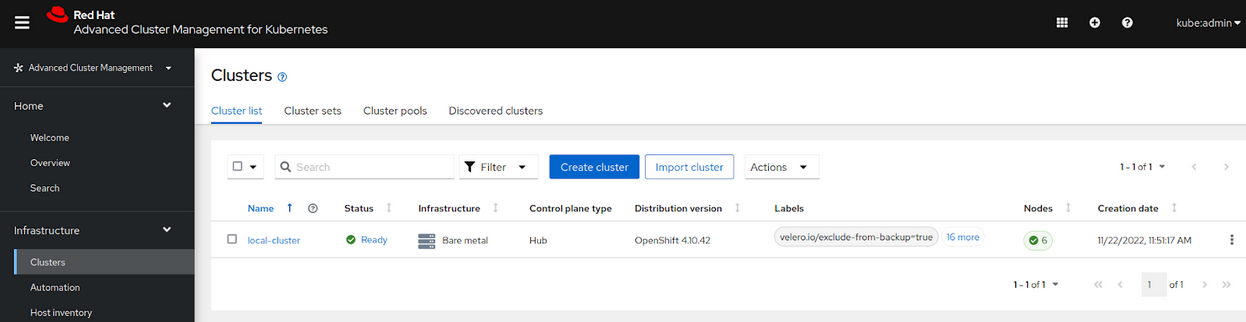 Red Hat
Advanced Cluster Management for Kubernetes
kube:admin
Advanced Cluster Management
Home
Welcome
Overview
Search
Infrastructure
Clusters
Automation
Host inventory
Clusters
Cluster list Cluster sets Cluster pools Discovered clusters
Search Filter Create cluster Import cluster Actions 1 - 1 of 1
Name Status Infrastructure Control plane type Distribution version Labels Nodes Creation date
local-cluster Ready Bare metal Hub OpenShift 4.10.42 velero.io/exclude-from-backup=true 16 more 6 11/22/2022, 11:51:17 AM
1 - 1 of 1 1 of 1